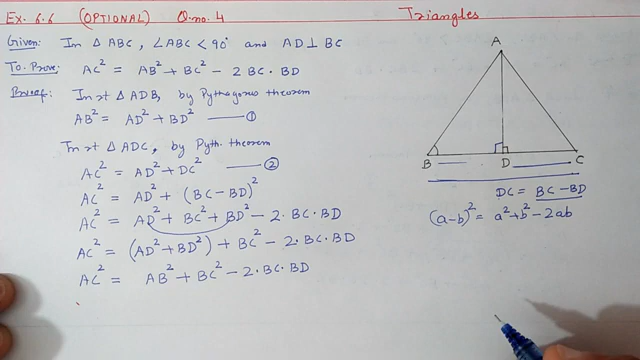 Ex. 6.6 (OPTIONAL) Q.no. 4
Triangles
Given: In △ ABC, ∠ABC < 90° and AD ⊥ BC
To Prove: AC² = AB² + BC² - 2 BC · BD
Proof: In rt △ ADB, by Pythagorus theorem
AB² = AD² + BD² — ①
In rt △ ADC, by Pyth. theorem
AC² = AD² + DC² — ②
AC² = AD² + (BC - BD)²
AC² = AD² + BC² + BD² - 2·BC·BD
AC² = (AD² + BD²) + BC² - 2·BC·BD
AC² = AB² + BC² - 2·BC·BD
A
B D C
DC = BC - BD
(a-b)² = a² + b² - 2ab